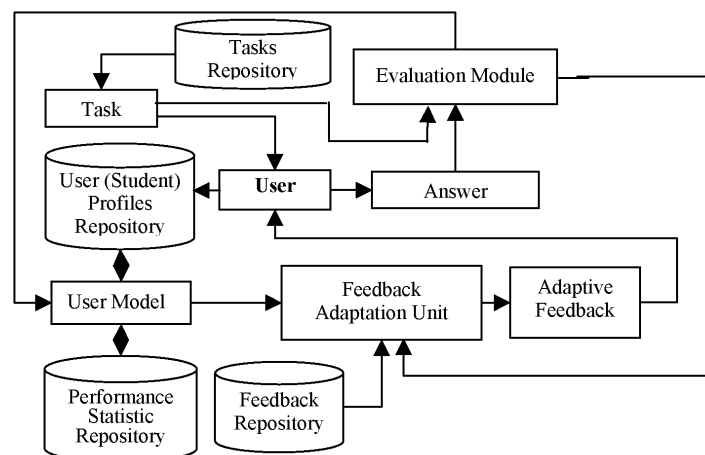 Tasks
Repository
Evaluation Module
Task
User (Student)
Profiles
Repository
User
Answer
User Model
Feedback
Adaptation Unit
Adaptive
Feedback
Performance
Statistic
Repository
Feedback
Repository